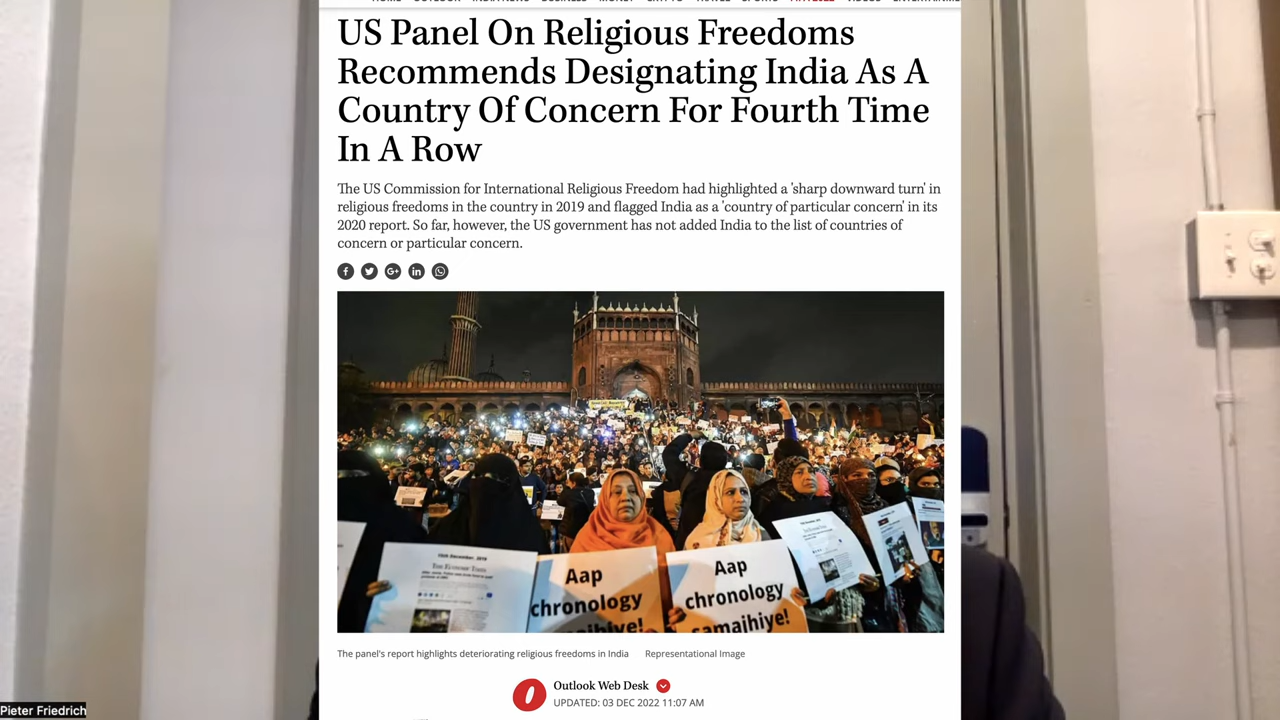 US Panel On Religious Freedoms
Recommends Designating India As A
Country Of Concern For Fourth Time
In A Row
The US Commission for International Religious Freedom had highlighted a 'sharp downward turn' in
religious freedoms in the country in 2019 and flagged India as a 'country of particular concern' in its
2020 report. So far, however, the US government has not added India to the list of countries of
concern or particular concern.
15th December, 2019
Aap
chronology
Aap
chronology
samajhiye!
The panel's report highlights deteriorating religious freedoms in India
Representational Image
Outlook Web Desk
UPDATED: 03 DEC 2022 11:07 AM
Pieter Friedrich